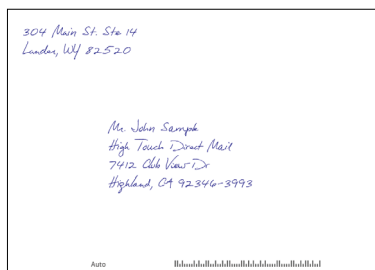 304 Main St. Ste 14
Lander, WY 82520
Mr. John Sample
High Touch Direct Mail
7412 Club View Dr
Highland, CA 92346-3993
Auto